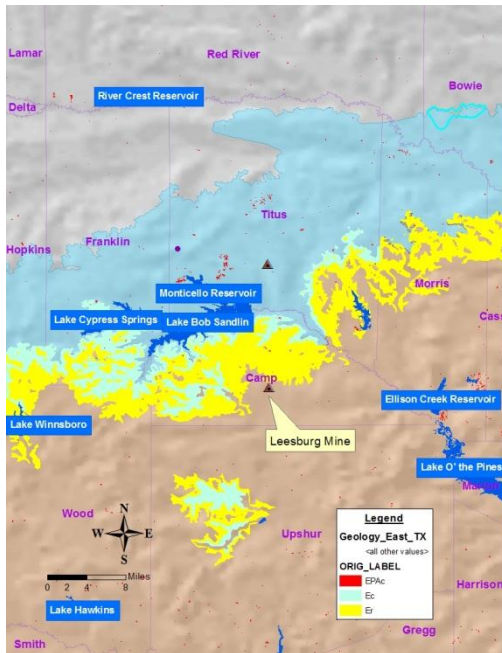 Lamar
Red River
Bowie
River Crest Reservoir
Delta
Titus
Hopkins
Franklin
Monticello Reservoir
Morris
Lake Cypress Springs
Lake Bob Sandlin
Cass
Camp
Ellison Creek Reservoir
Lake Winnsboro
Leesburg Mine
Lake O' the Pines
Wood
N
W E
S
Upshur
Miles
0 2 4 8
Lake Hawkins
Legend
Geology_East_TX
<all other values>
ORIG_LABEL
EPAc
Ec
Er
Harrison
Smith
Gregg